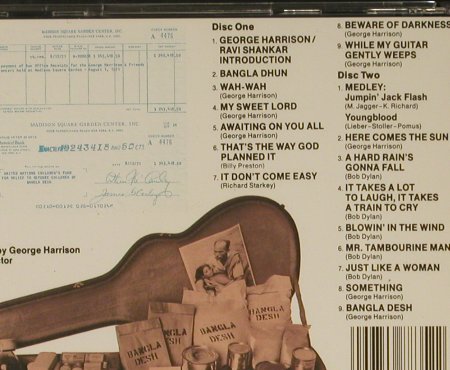 MADISON SQUARE GARDEN CENTER, INC.
A 4476
MADISON SQUARE GARDEN CENTER, INC.
A 4476
by George Harrison
ctor
BANGLA DESH
BANGLA DESH
BANGLA DESH
BANGLA DESH
Disc One
1. GEORGE HARRISON/
RAVI SHANKAR
INTRODUCTION
2. BANGLA DHUN
3. WAH-WAH
(George Harrison)
4. MY SWEET LORD
(George Harrison)
5. AWAITING ON YOU ALL
(George Harrison)
6. THAT'S THE WAY GOD
PLANNED IT
(Billy Preston)
7. IT DON'T COME EASY
(Richard Starkey)
8. BEWARE OF DARKNESS
(George Harrison)
9. WHILE MY GUITAR
GENTLY WEEPS
(George Harrison)
Disc Two
1. MEDLEY:
Jumpin' Jack Flash
(M. Jagger-K. Richard)
Youngblood
(Lieber-Stoller-Pomus)
2. HERE COMES THE SUN
(George Harrison)
3. A HARD RAIN'S
GONNA FALL
(Bob Dylan)
4. IT TAKES A LOT
TO LAUGH, IT TAKES
A TRAIN TO CRY
(Bob Dylan)
5. BLOWIN' IN THE WIND
(Bob Dylan)
6. MR. TAMBOURINE MAN
(Bob Dylan)
7. JUST LIKE A WOMAN
(Bob Dylan)
8. SOMETHING
(George Harrison)
9. BANGLA DESH
(George Harrison)